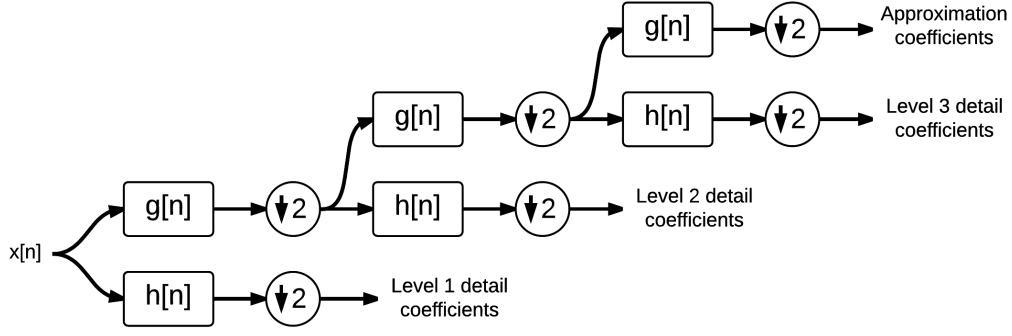 g[n]
2
Approximation
coefficients
g[n]
2
h[n]
2
Level 3 detail
coefficients
g[n]
2
h[n]
2
Level 2 detail
coefficients
x[n]
h[n]
2
Level 1 detail
coefficients